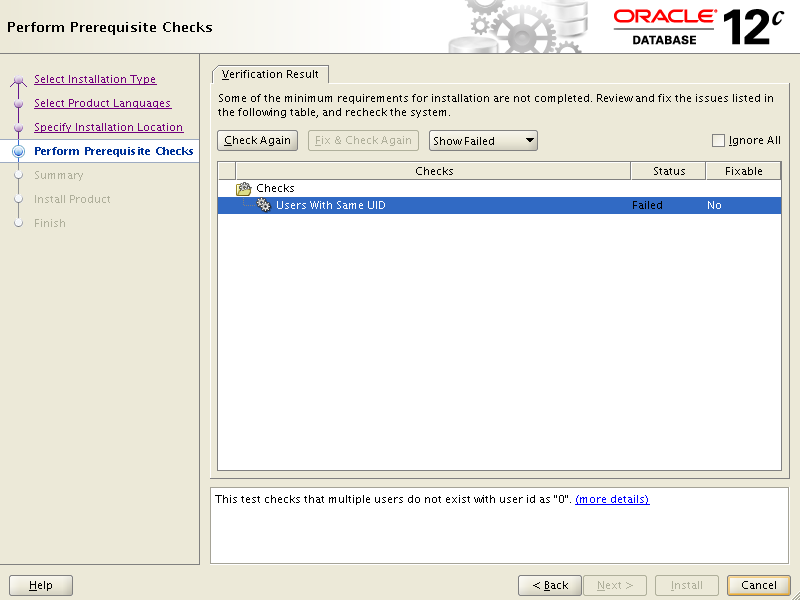 Perform Prerequisite Checks
ORACLE®
DATABASE
12c
Select Installation Type
Select Product Languages
Specify Installation Location
Perform Prerequisite Checks
Summary
Install Product
Finish
Verification Result
Some of the minimum requirements for installation are not completed. Review and fix the issues listed in
the following table, and recheck the system.
Check Again Fix & Check Again Show Failed Ignore All
Checks Status Fixable
Checks
Users With Same UID Failed No
This test checks that multiple users do not exist with user id as "0". (more details)
Help < Back Next > Install Cancel